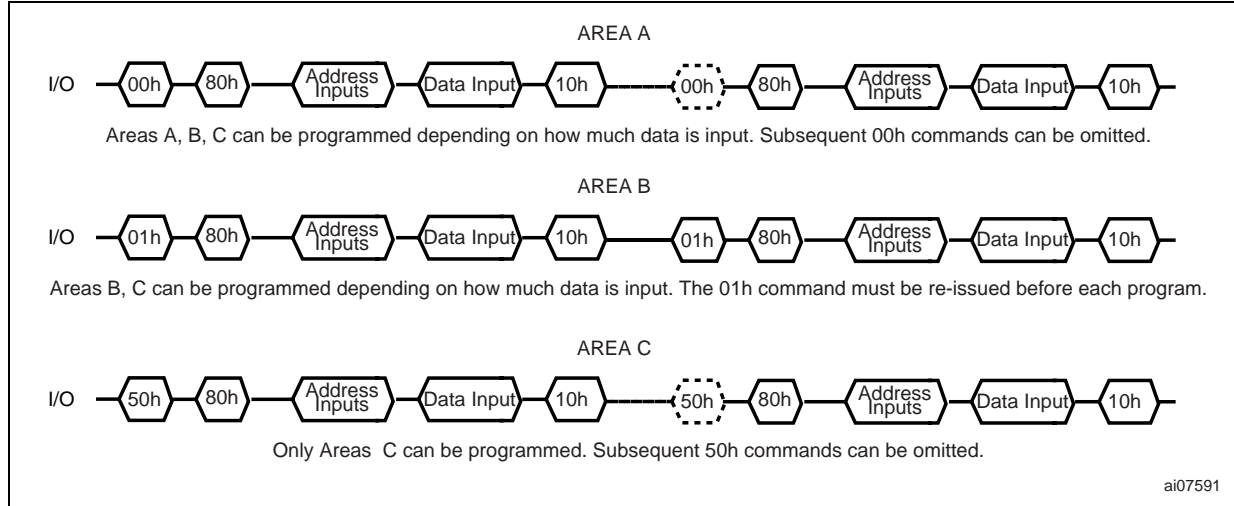 AREA A
I/O 00h 80h Address Inputs Data Input 10h 00h 80h Address Inputs Data Input 10h
Areas A, B, C can be programmed depending on how much data is input. Subsequent 00h commands can be omitted.
AREA B
I/O 01h 80h Address Inputs Data Input 10h 01h 80h Address Inputs Data Input 10h
Areas B, C can be programmed depending on how much data is input. The 01h command must be re-issued before each program.
AREA C
I/O 50h 80h Address Inputs Data Input 10h 50h 80h Address Inputs Data Input 10h
Only Areas C can be programmed. Subsequent 50h commands can be omitted.
ai07591